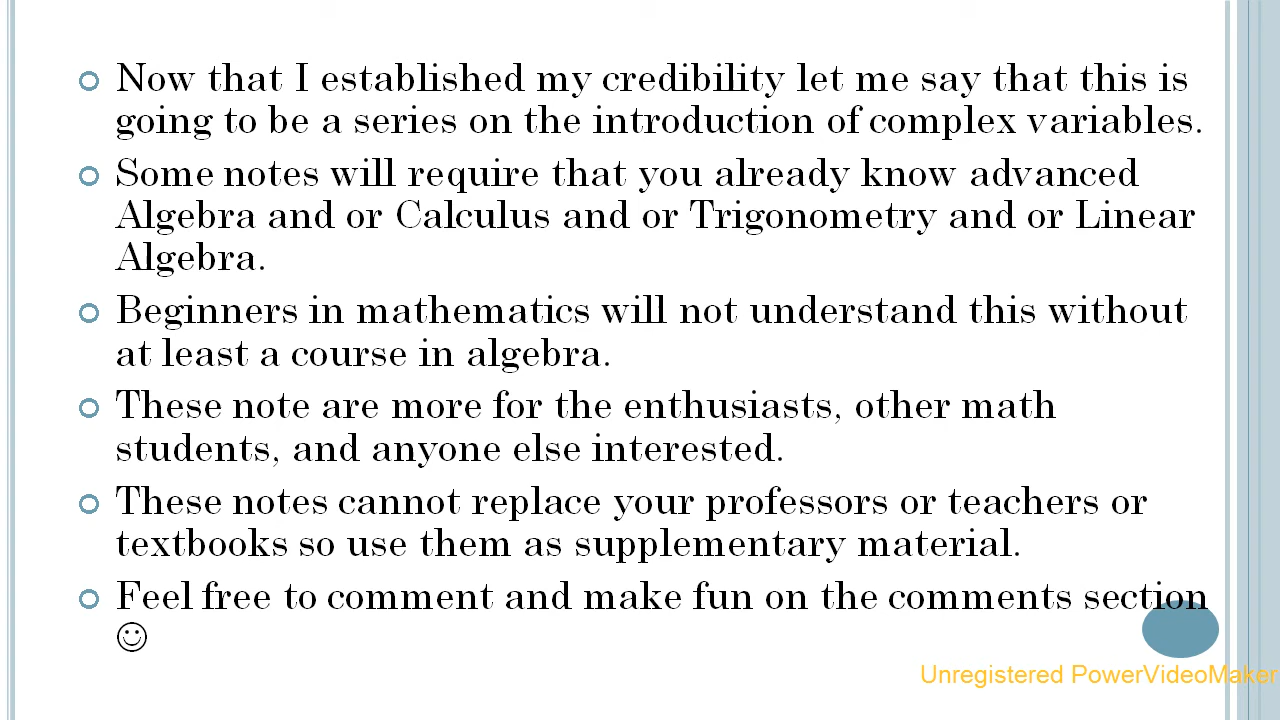 Now that I established my credibility let me say that this is
going to be a series on the introduction of complex variables.
Some notes will require that you already know advanced
Algebra and or Calculus and or Trigonometry and or Linear
Algebra.
Beginners in mathematics will not understand this without
at least a course in algebra.
These note are more for the enthusiasts, other math
students, and anyone else interested.
These notes cannot replace your professors or teachers or
textbooks so use them as supplementary material.
Feel free to comment and make fun on the comments section
☺
Unregistered PowerVideoMaker